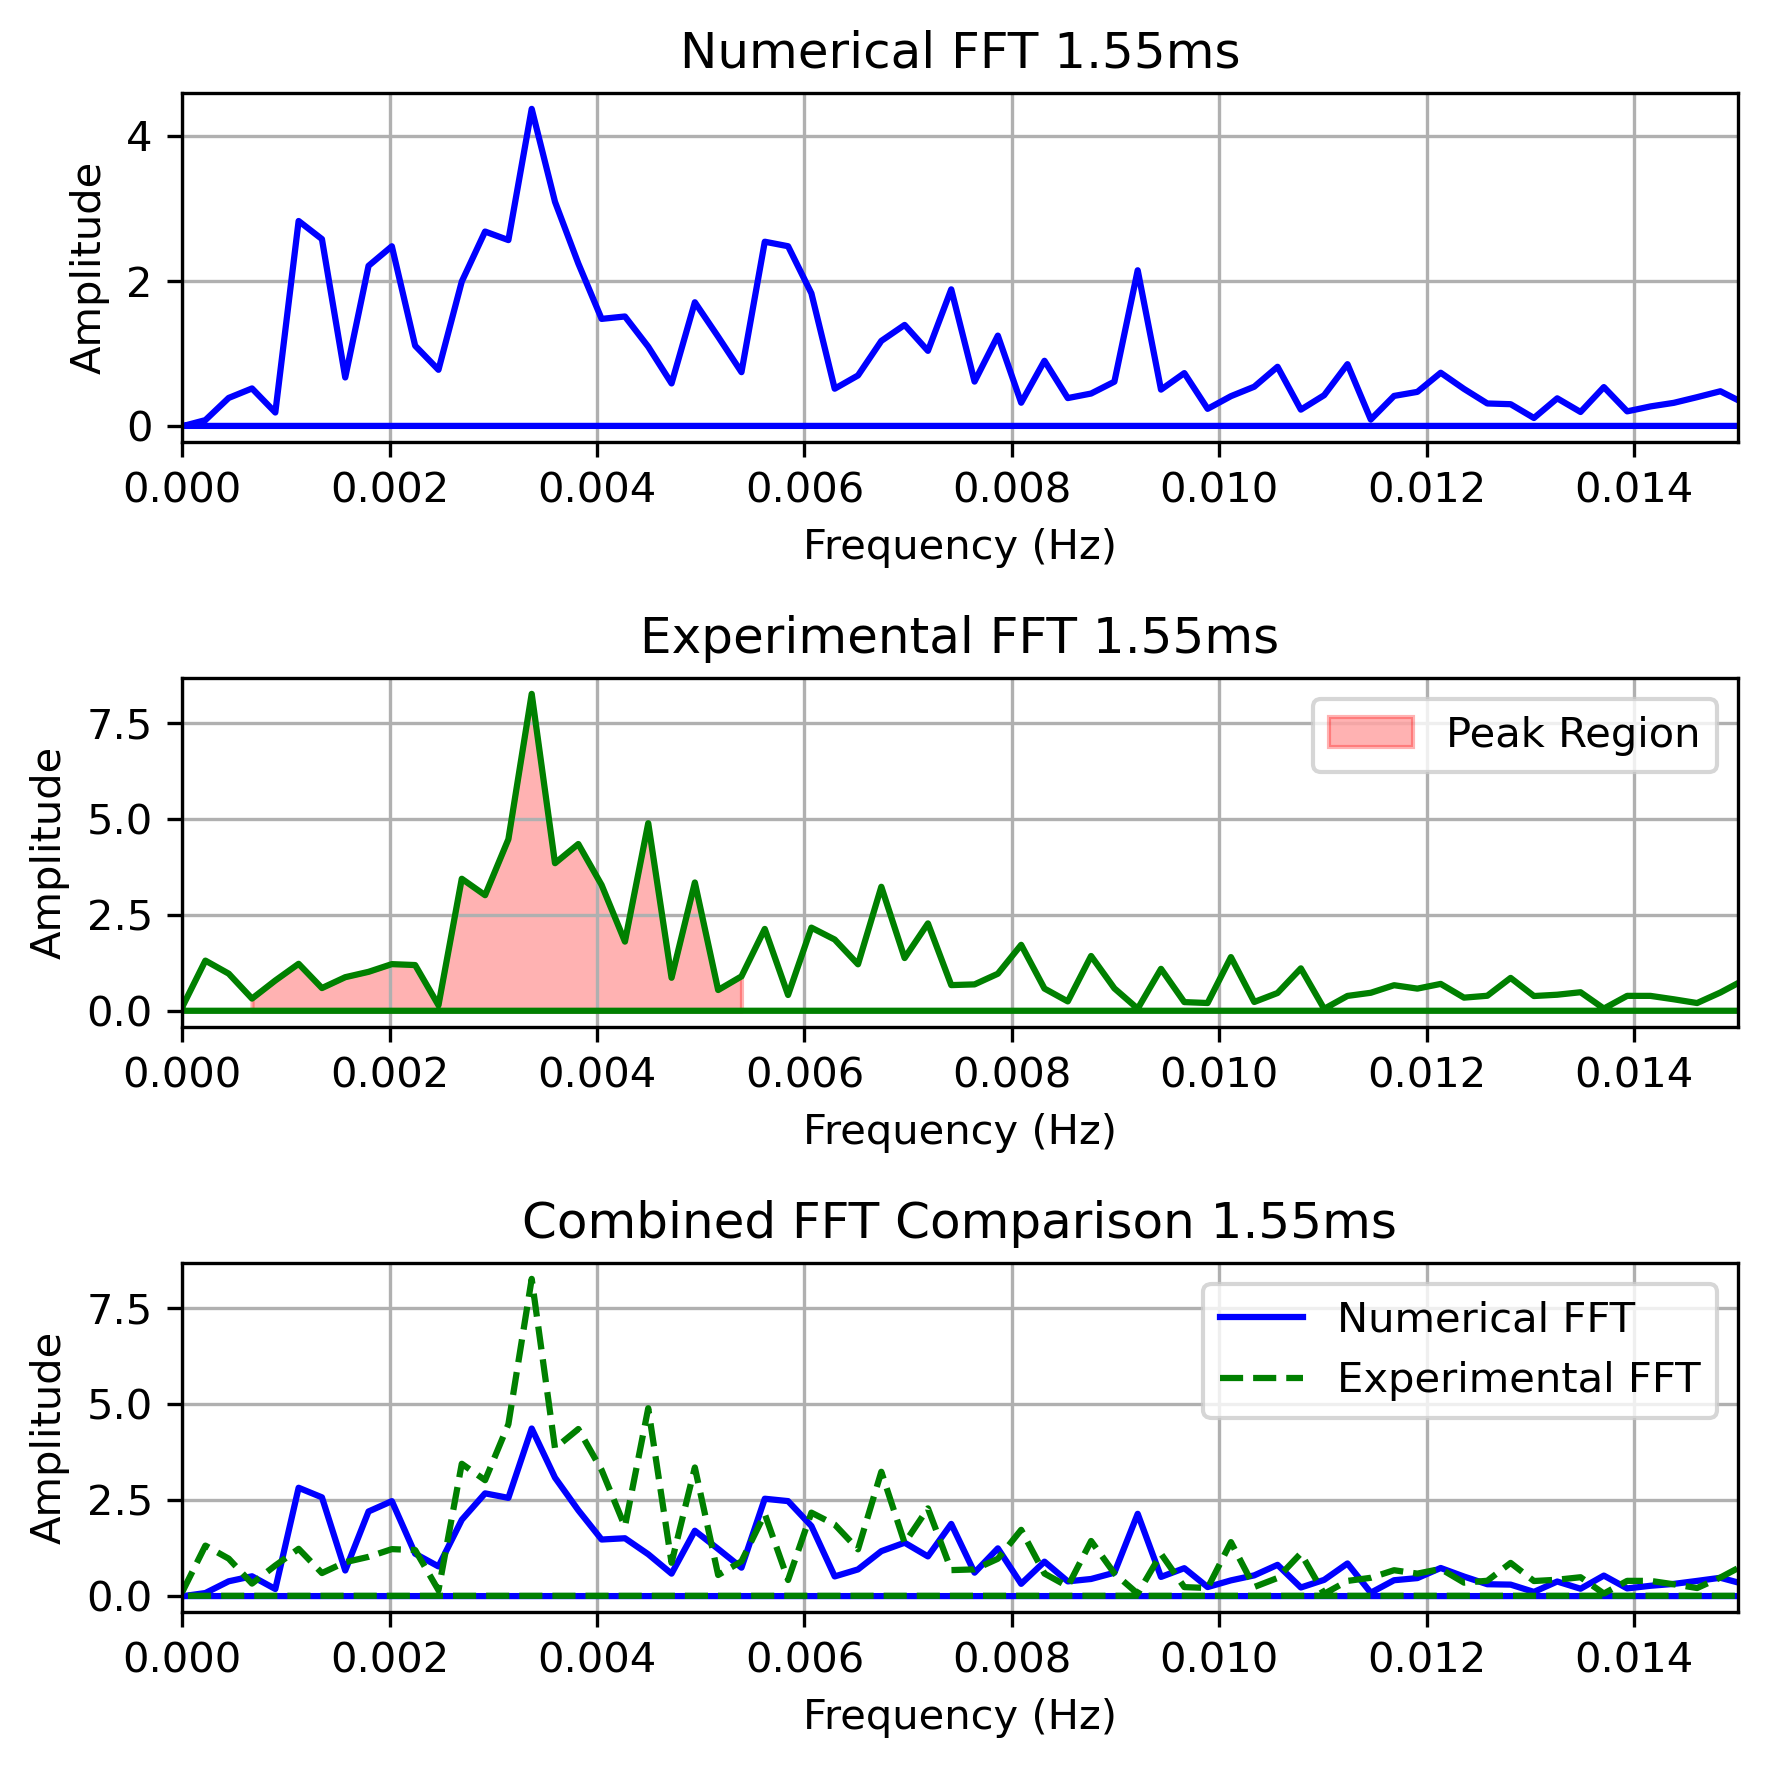 Numerical FFT 1.55ms
Amplitude
4
2
0
0.000 0.002 0.004 0.006 0.008 0.010 0.012 0.014
Frequency (Hz)
Experimental FFT 1.55ms
Amplitude
7.5
5.0
2.5
0.0
Peak Region
0.000 0.002 0.004 0.006 0.008 0.010 0.012 0.014
Frequency (Hz)
Combined FFT Comparison 1.55ms
Amplitude
7.5
5.0
2.5
0.0
Numerical FFT
Experimental FFT
0.000 0.002 0.004 0.006 0.008 0.010 0.012 0.014
Frequency (Hz)